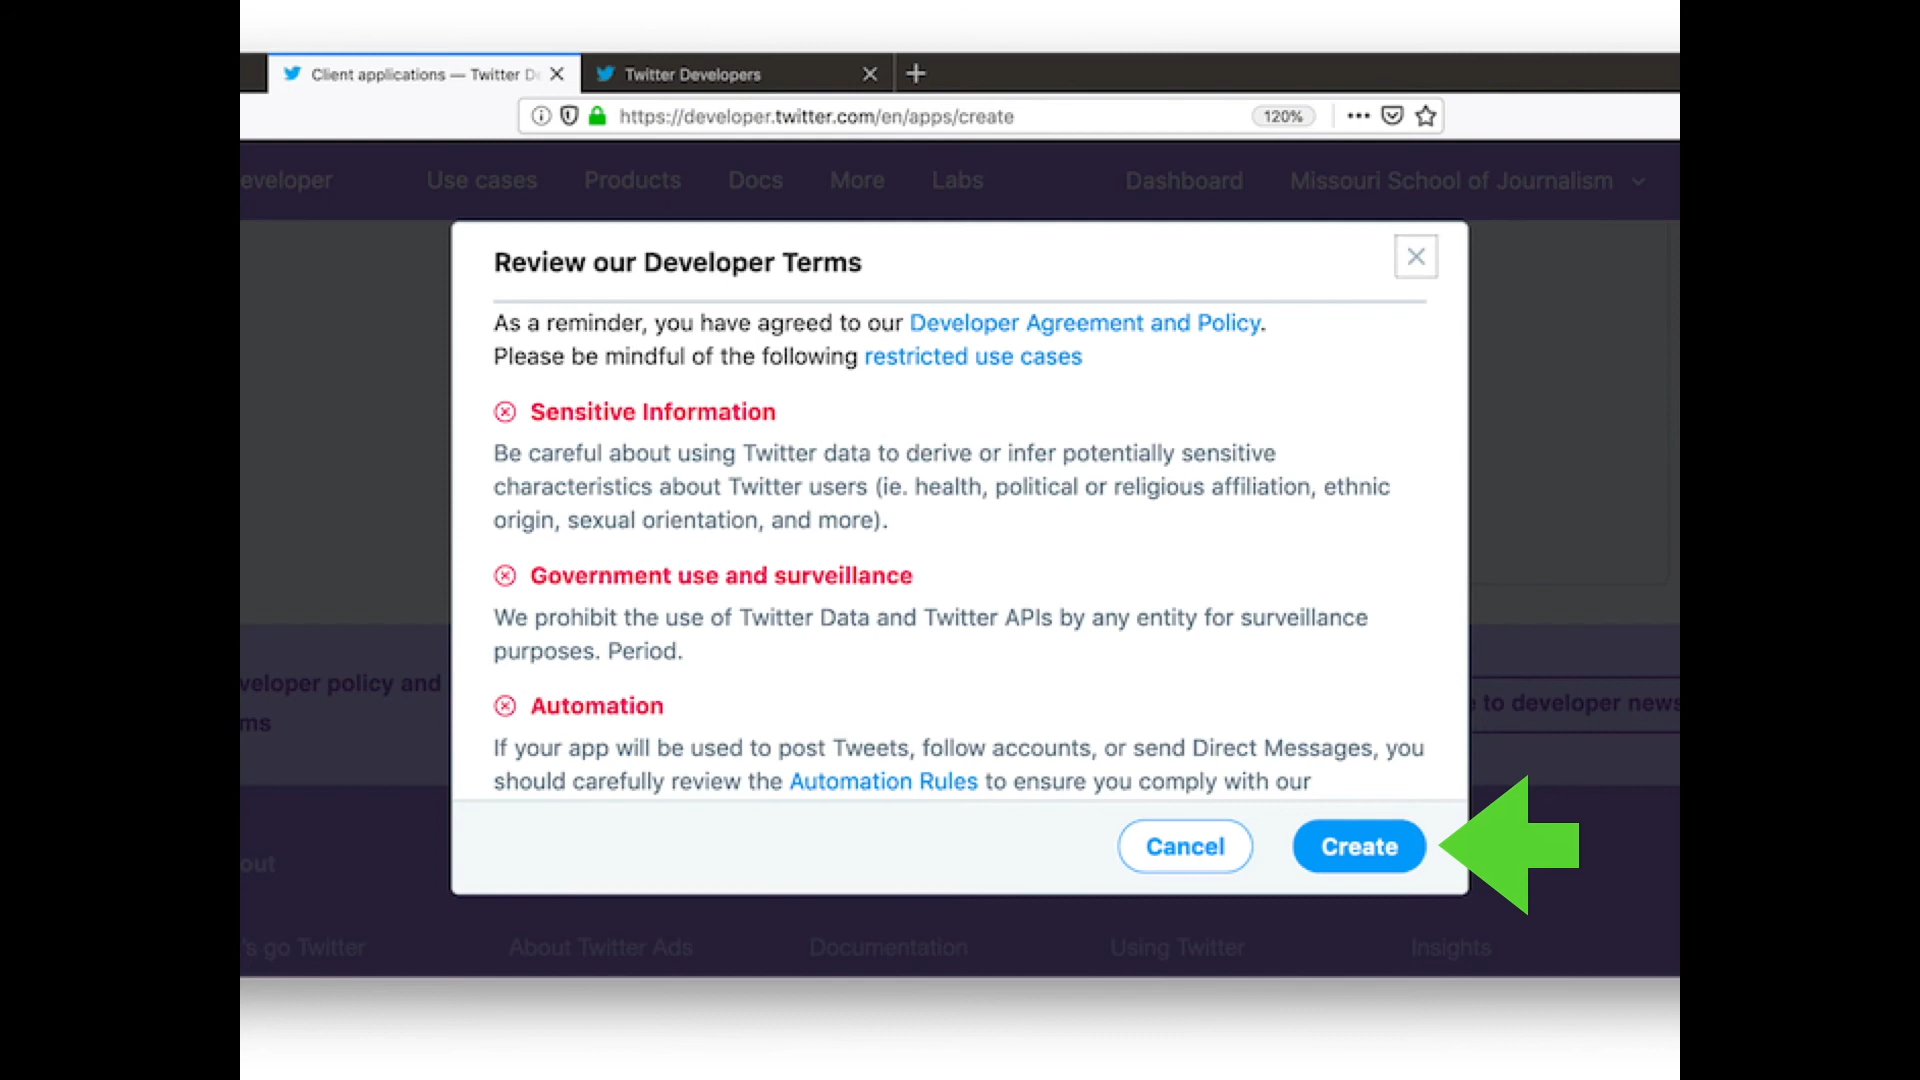 Client applications — Twitter D
Twitter Developers
https://developer.twitter.com/en/apps/create
120%
eveloper
Use cases
Products
Docs
More
Labs
Dashboard
Missouri School of Journalism
Review our Developer Terms
As a reminder, you have agreed to our Developer Agreement and Policy.
Please be mindful of the following restricted use cases
Sensitive Information
Be careful about using Twitter data to derive or infer potentially sensitive
characteristics about Twitter users (ie. health, political or religious affiliation, ethnic
origin, sexual orientation, and more).
Government use and surveillance
We prohibit the use of Twitter Data and Twitter APIs by any entity for surveillance
purposes. Period.
Automation
If your app will be used to post Tweets, follow accounts, or send Direct Messages, you
should carefully review the Automation Rules to ensure you comply with our
Cancel
Create
veloper policy and
ms
e to developer news
out
's go Twitter
About Twitter Ads
Documentation
Using Twitter
Insights